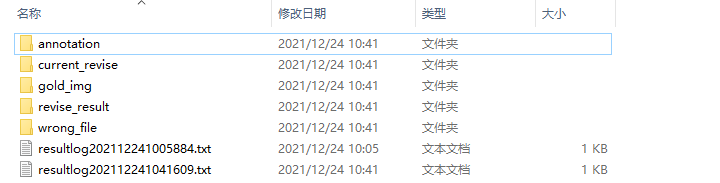 名称 修改日期 类型 大小
annotation 2021/12/24 10:41 文件夹
current_revise 2021/12/24 10:41 文件夹
gold_img 2021/12/24 10:41 文件夹
revise_result 2021/12/24 10:41 文件夹
wrong_file 2021/12/24 10:41 文件夹
resultlog202112241005884.txt 2021/12/24 10:05 文本文档 1 KB
resultlog202112241041609.txt 2021/12/24 10:41 文本文档 1 KB